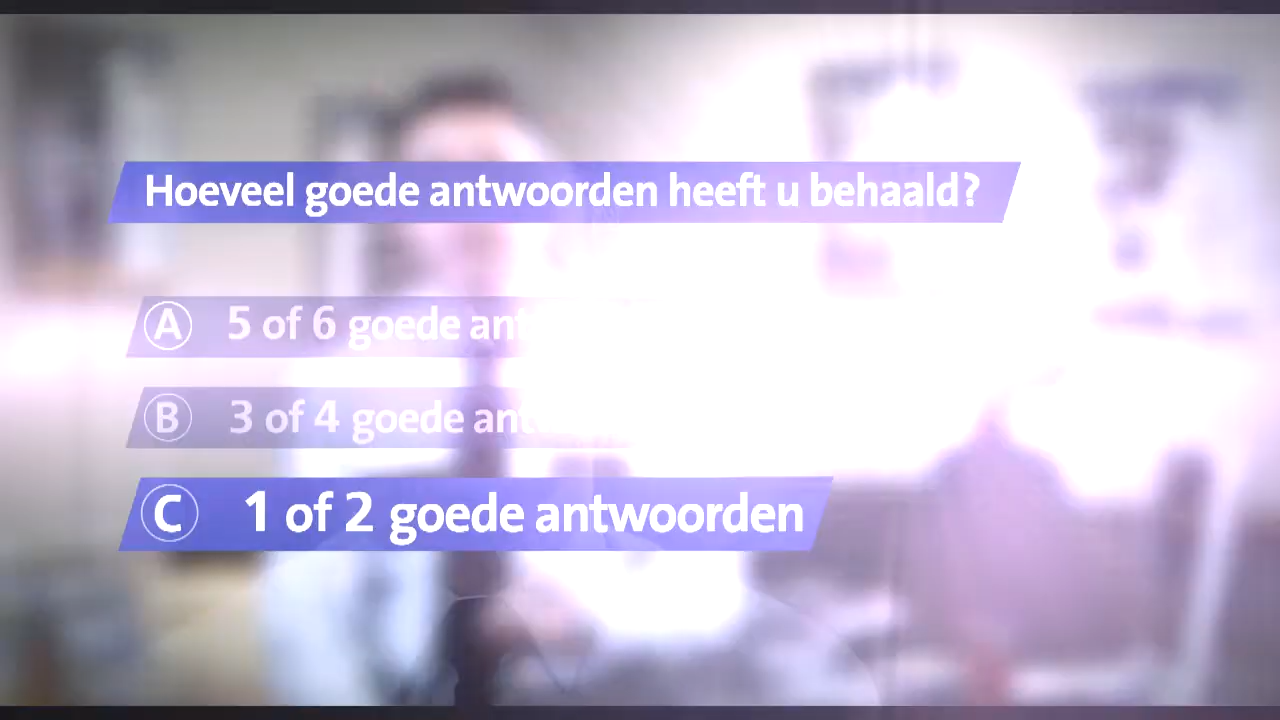 Hoeveel goede antwoorden heeft u behaald?
A 5 of 6 goede
B 3 of 4 goede
C 1 of 2 goede antwoorden